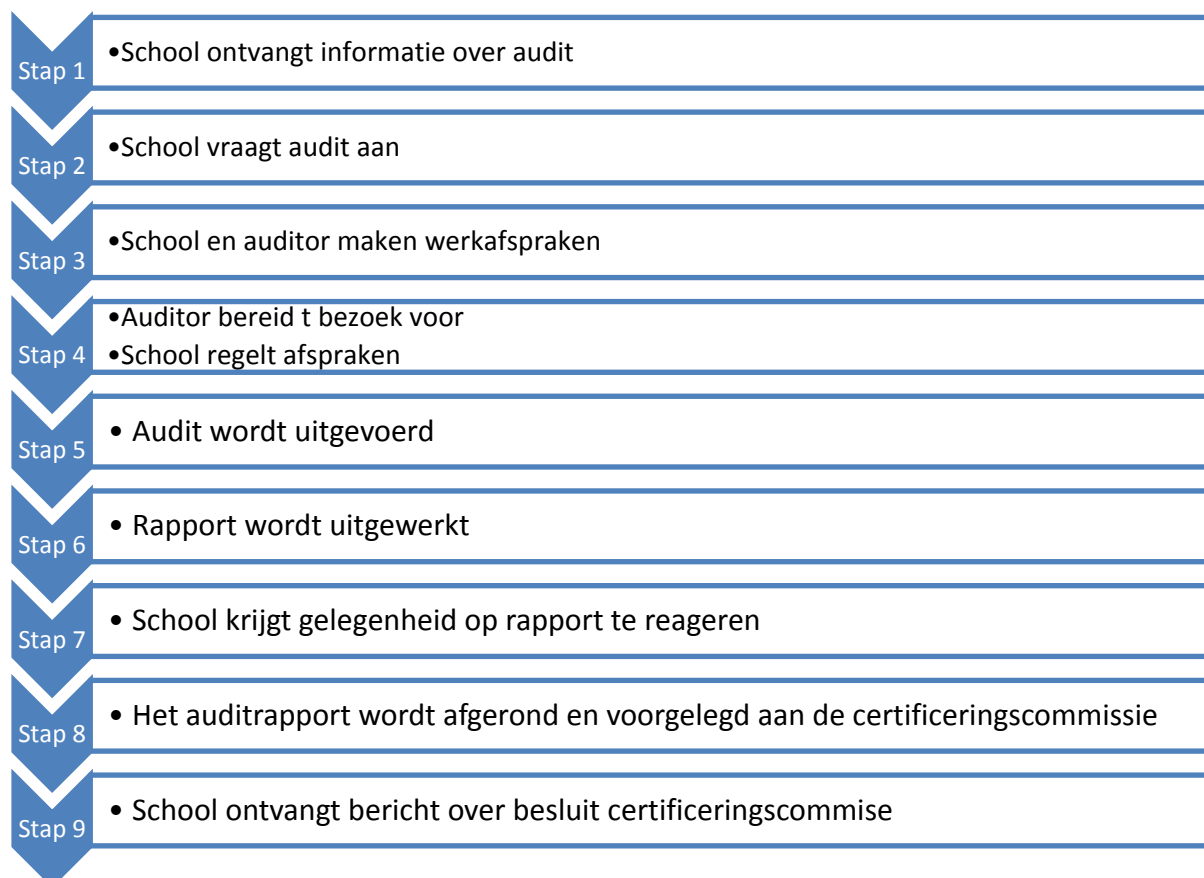 Stap 1
•School ontvangt informatie over audit
Stap 2
•School vraagt audit aan
Stap 3
•School en auditor maken werkafspraken
Stap 4
•Auditor bereid t bezoek voor
•School regelt afspraken
Stap 5
• Audit wordt uitgevoerd
Stap 6
• Rapport wordt uitgewerkt
Stap 7
• School krijgt gelegenheid op rapport te reageren
Stap 8
• Het auditrapport wordt afgerond en voorgelegd aan de certificeringscommissie
Stap 9
• School ontvangt bericht over besluit certificeringscommise